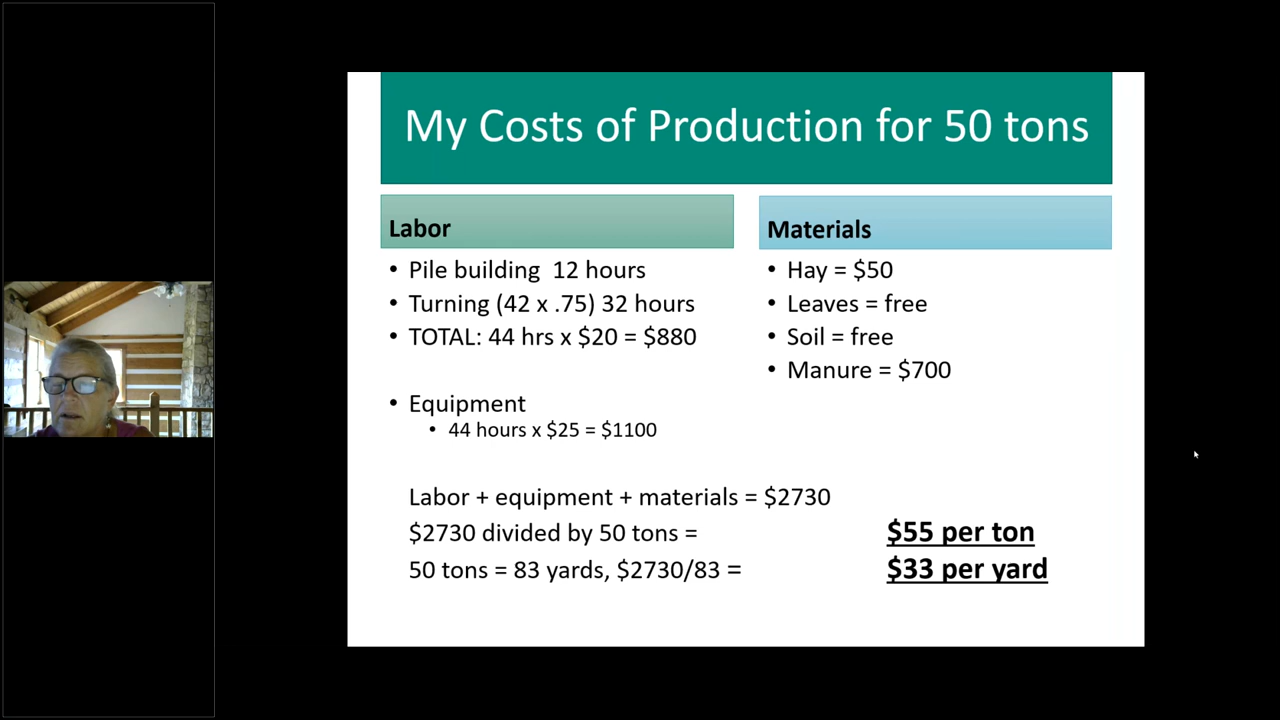 My Costs of Production for 50 tons
Labor
• Pile building 12 hours
• Turning (42 x .75) 32 hours
• TOTAL: 44 hrs x $20 = $880
• Equipment
• 44 hours x $25 = $1100
Materials
• Hay = $50
• Leaves = free
• Soil = free
• Manure = $700
Labor + equipment + materials = $2730
$2730 divided by 50 tons = $55 per ton
50 tons = 83 yards, $2730/83 = $33 per yard